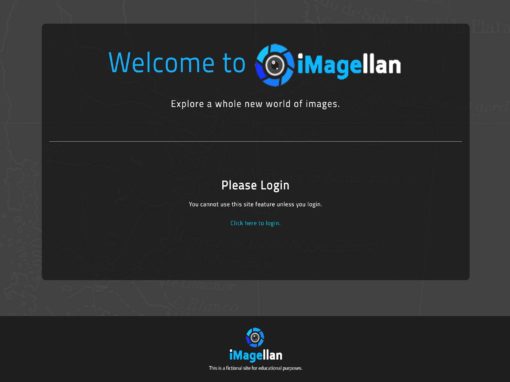 Welcome to iMagellan
Explore a whole new world of images.
Please Login
You cannot use this site feature unless you login.
Click here to login.
iMagellan
This is a fictional site for educational purposes.